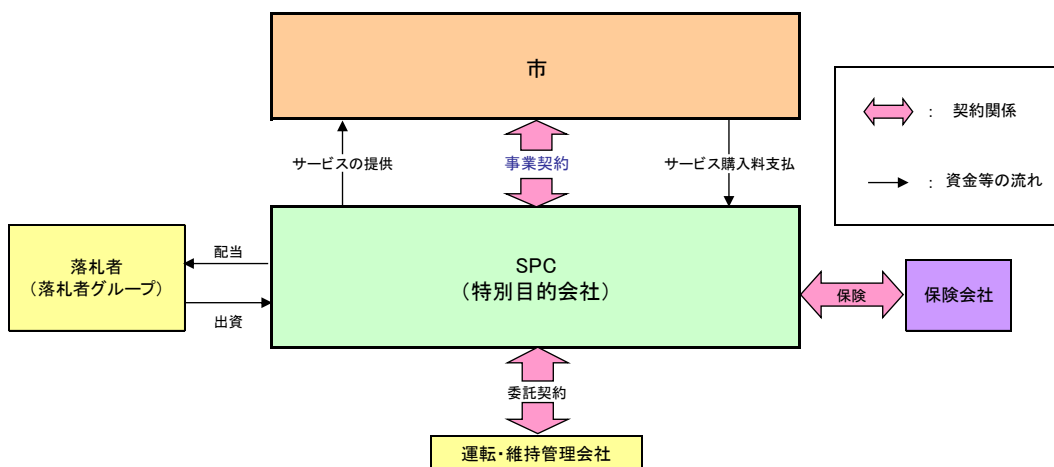 市
： 契約関係
： 資金等の流れ
サービスの提供
事業契約
サービス購入料支払
落札者
（落札者グループ）
配当
出資
SPC
（特別目的会社）
保険
保険会社
委託契約
運転・維持管理会社